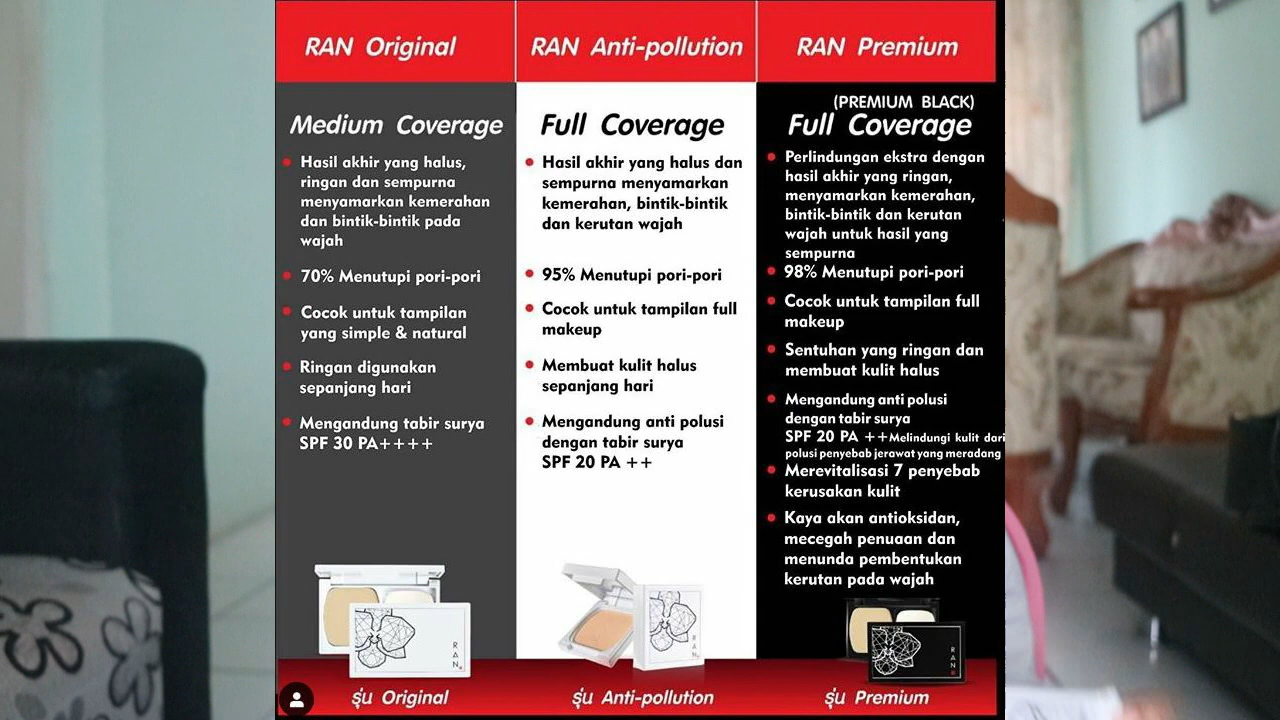 RAN Original
Medium Coverage
Hasil akhir yang halus,
ringan dan sempurna
menyamarkan kemerahan
dan bintik-bintik pada
wajah
70% Menutupi pori-pori
Cocok untuk tampilan
yang simple & natural
Ringan digunakan
sepanjang hari
Mengandung tabir surya
SPF 30 PA++++
RAN
รุ่น Original
RAN Anti-pollution
Full Coverage
Hasil akhir yang halus dan
sempurna menyamarkan
kemerahan, bintik-bintik
dan kerutan wajah
95% Menutupi pori-pori
Cocok untuk tampilan full
makeup
Membuat kulit halus
sepanjang hari
Mengandung anti polusi
dengan tabir surya
SPF 20 PA ++
RAN
รุ่น Anti-pollution
RAN Premium
(PREMIUM BLACK)
Full Coverage
Perlindungan ekstra dengan
hasil akhir yang ringan,
menyamarkan kemerahan,
bintik-bintik dan kerutan
wajah untuk hasil yang
sempurna
98% Menutupi pori-pori
Cocok untuk tampilan full
makeup
Sentuhan yang ringan dan
membuat kulit halus
Mengandung anti polusi
dengan tabir surya
SPF 20 PA ++Melindungi kulit dari
polusi penyebab jerawat yang meradang
Merevitalisasi 7 penyebab
kerusakan kulit
Kaya akan antioksidan,
mecegah penuaan dan
menunda pembentukan
kerutan pada wajah
RAN
รุ่น Premium